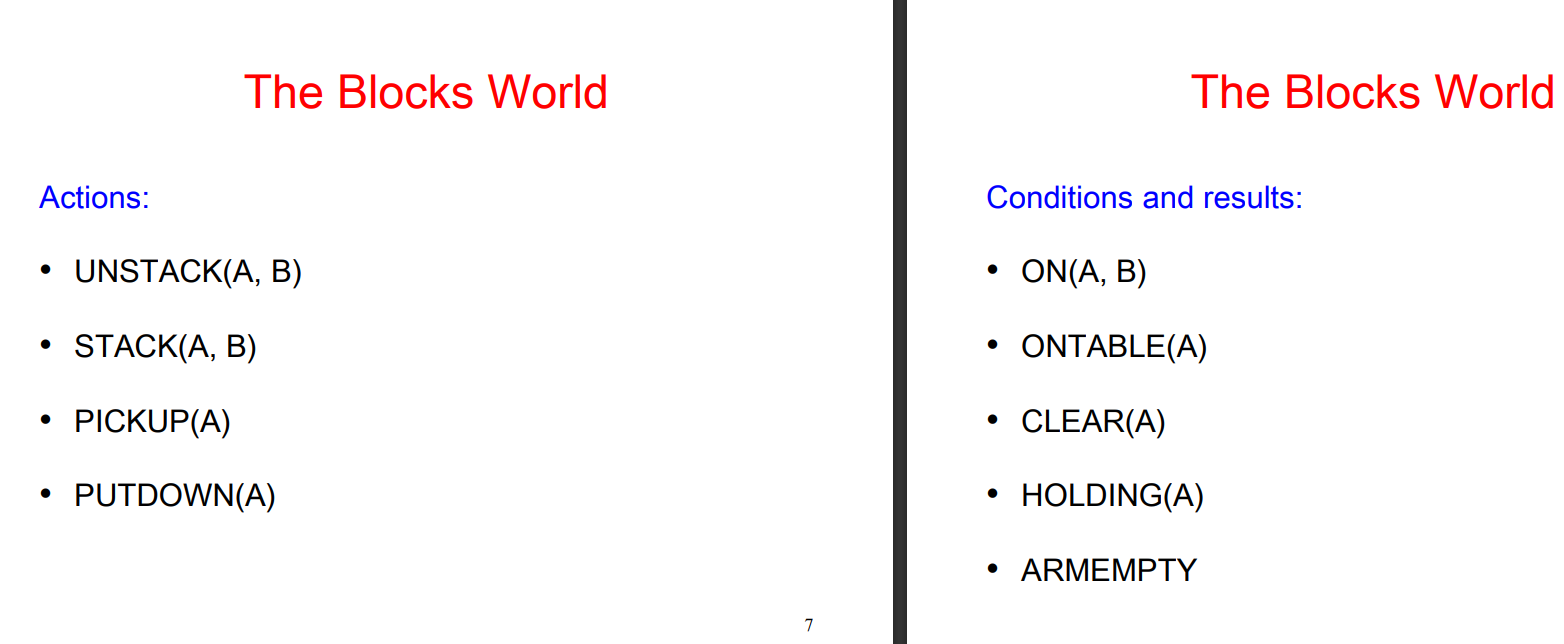 The Blocks World
Actions:
• UNSTACK(A, B)
• STACK(A, B)
• PICKUP(A)
• PUTDOWN(A)
7
The Blocks World
Conditions and results:
• ON(A, B)
• ONTABLE(A)
• CLEAR(A)
• HOLDING(A)
• ARMEMPTY